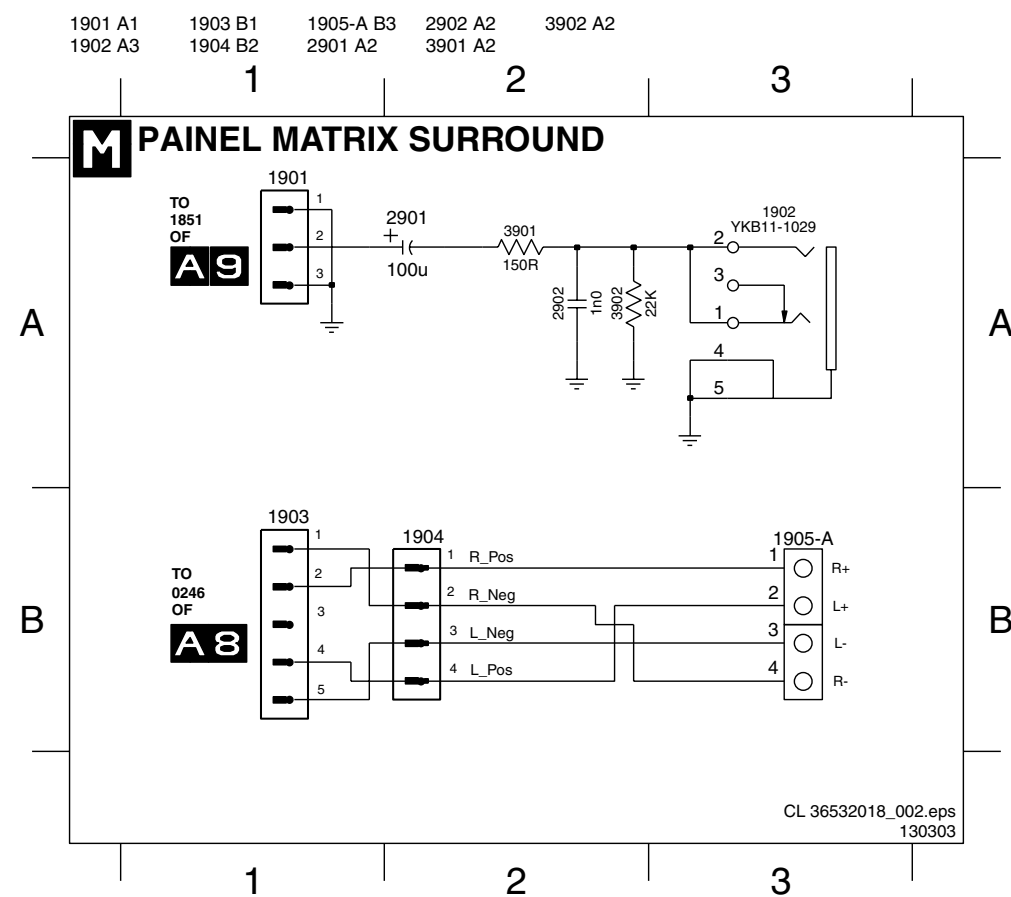 1901 A1 1903 B1 1905-A B3 2902 A2 3902 A2
1902 A3 1904 B2 2901 A2 3901 A2
1 2 3
M PAINEL MATRIX SURROUND
1901
TO
1851
OF
A 9
1
2
3
2901
+
100u
3901
150R
2902
1n0
3902
22K
1902
YKB11-1029
2
3
1
4
5
A A
1903
TO
0246
OF
A 8
1
2
3
4
5
1904
1 R_Pos
2 R_Neg
3 L_Neg
4 L_Pos
1905-A
1 R+
2 L+
3 L-
4 R-
B B
CL 36532018_002.eps
130303
1 2 3